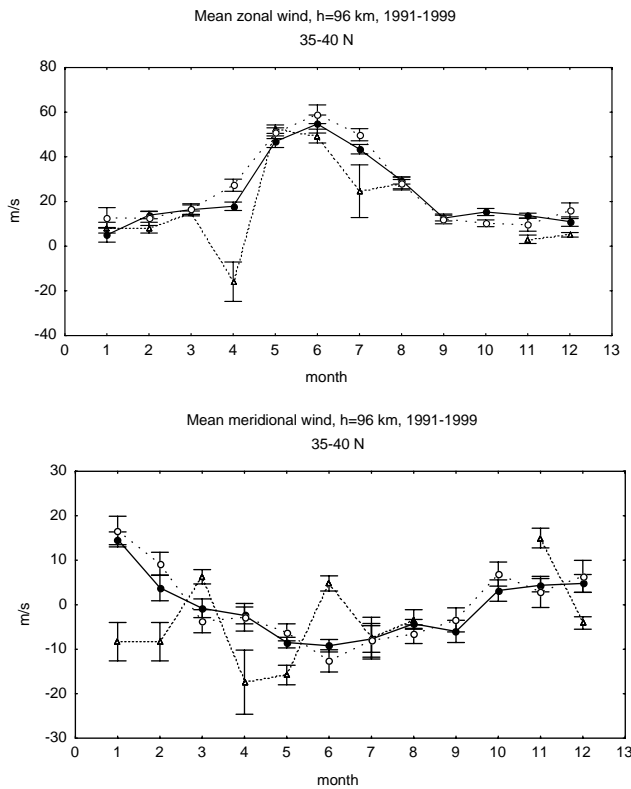 Mean zonal wind, h=96 km, 1991-1999
35-40 N
80
60
40
20
0
-20
-40
m/s
0 1 2 3 4 5 6 7 8 9 10 11 12 13
month
Mean meridional wind, h=96 km, 1991-1999
35-40 N
30
20
10
0
-10
-20
-30
m/s
0 1 2 3 4 5 6 7 8 9 10 11 12 13
month